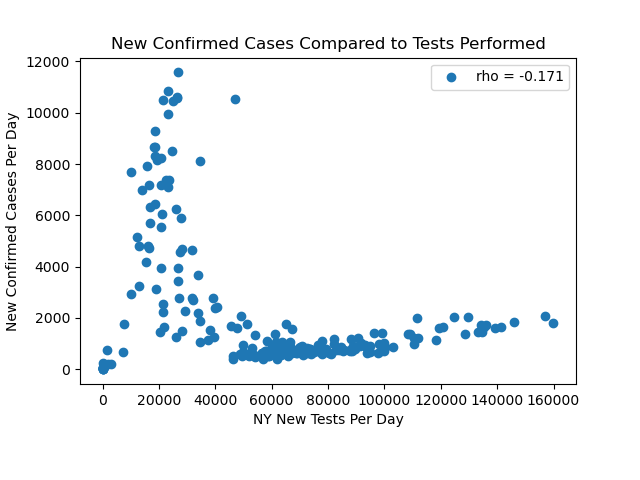 New Confirmed Cases Compared to Tests Performed
rho = -0.171
12000
10000
8000
6000
4000
2000
0
New Confirmed Caeses Per Day
0 20000 40000 60000 80000 100000 120000 140000 160000
NY New Tests Per Day